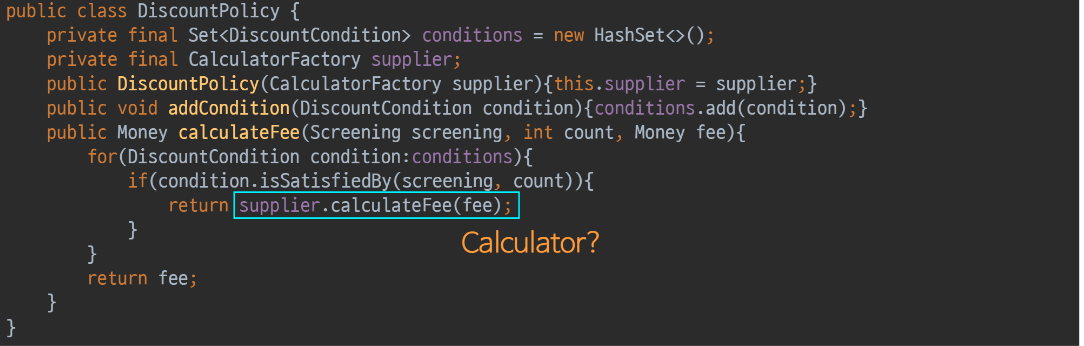 public class DiscountPolicy {
    private final Set<DiscountCondition> conditions = new HashSet<>();
    private final CalculatorFactory supplier;
    public DiscountPolicy(CalculatorFactory supplier){this.supplier = supplier;}
    public void addCondition(DiscountCondition condition){conditions.add(condition);}
    public Money calculateFee(Screening screening, int count, Money fee){
        for(DiscountCondition condition:conditions){
            if(condition.isSatisfiedBy(screening, count)){
                return supplier.calculateFee(fee);
            }
Calculator?
        }
        return fee;
    }
}